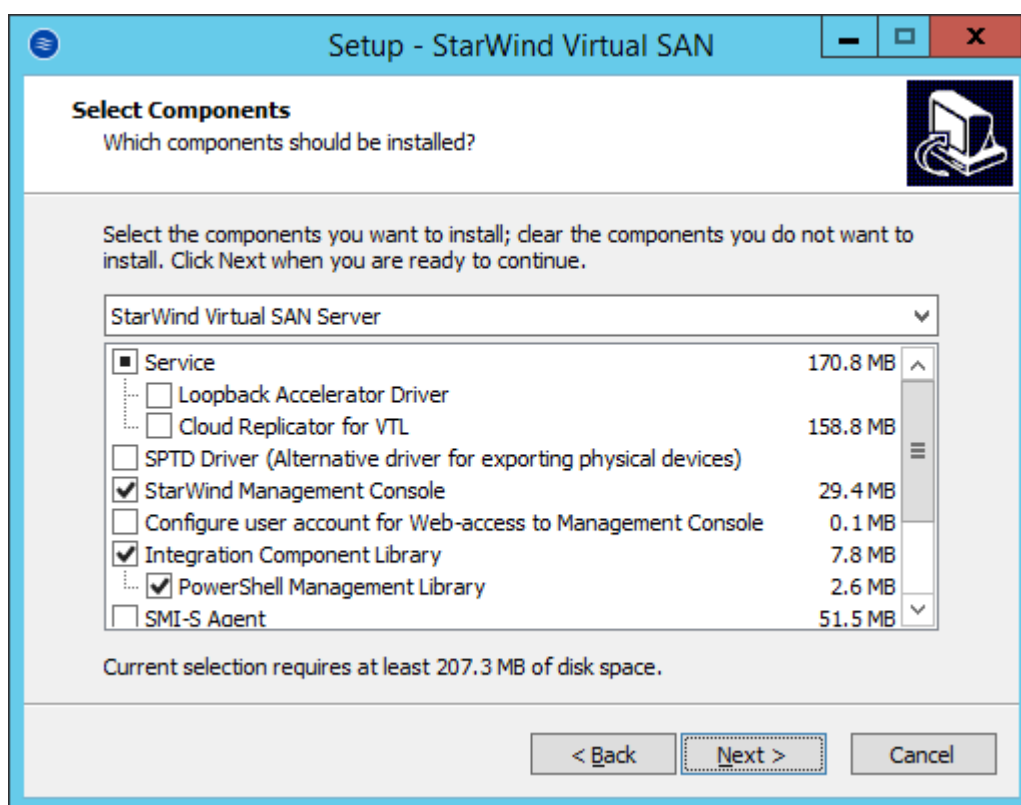 Setup - StarWind Virtual SAN
Select Components
Which components should be installed?
Select the components you want to install; clear the components you do not want to
install. Click Next when you are ready to continue.
StarWind Virtual SAN Server
Service 170.8 MB
Loopback Accelerator Driver
Cloud Replicator for VTL 158.8 MB
SPTD Driver (Alternative driver for exporting physical devices)
StarWind Management Console 29.4 MB
Configure user account for Web-access to Management Console 0.1 MB
Integration Component Library 7.8 MB
PowerShell Management Library 2.6 MB
SMI-S Agent 51.5 MB
Current selection requires at least 207.3 MB of disk space.
< Back Next > Cancel